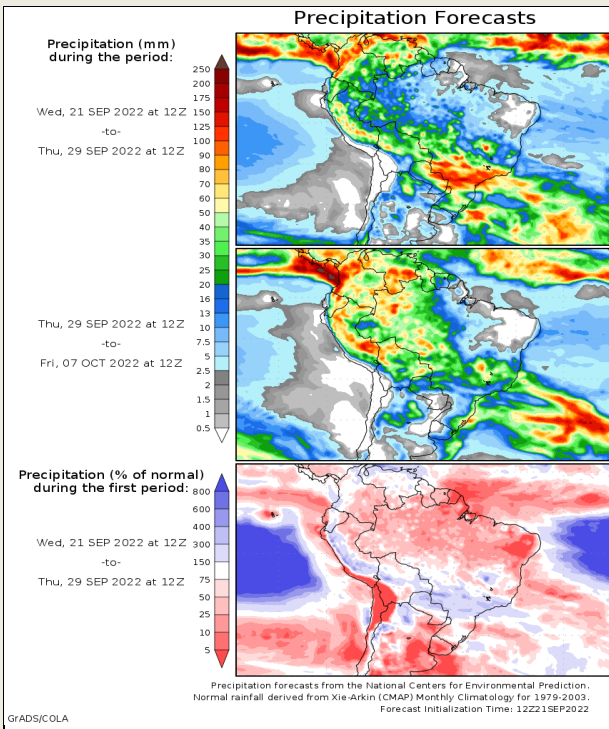 Precipitation Forecasts
Precipitation (mm)
during the period:
Wed, 21 SEP 2022 at 12Z
-to-
Thu, 29 SEP 2022 at 12Z
250
200
175
150
125
100
90
80
70
60
50
40
35
30
25
20
16
13
10
7.5
5
2.5
2
1.5
1
0.5
Thu, 29 SEP 2022 at 12Z
-to-
Fri, 07 OCT 2022 at 12Z
Precipitation (% of normal)
during the first period:
Wed, 21 SEP 2022 at 12Z
-to-
Thu, 29 SEP 2022 at 12Z
800
600
400
300
150
75
50
25
10
5
Precipitation forecasts from the National Centers for Environmental Prediction.
Normal rainfall derived from Xie-Arkin (CMAP) Monthly Climatology for 1979-2003.
Forecast Initialization Time: 12Z21SEP2022
GrADS/COLA